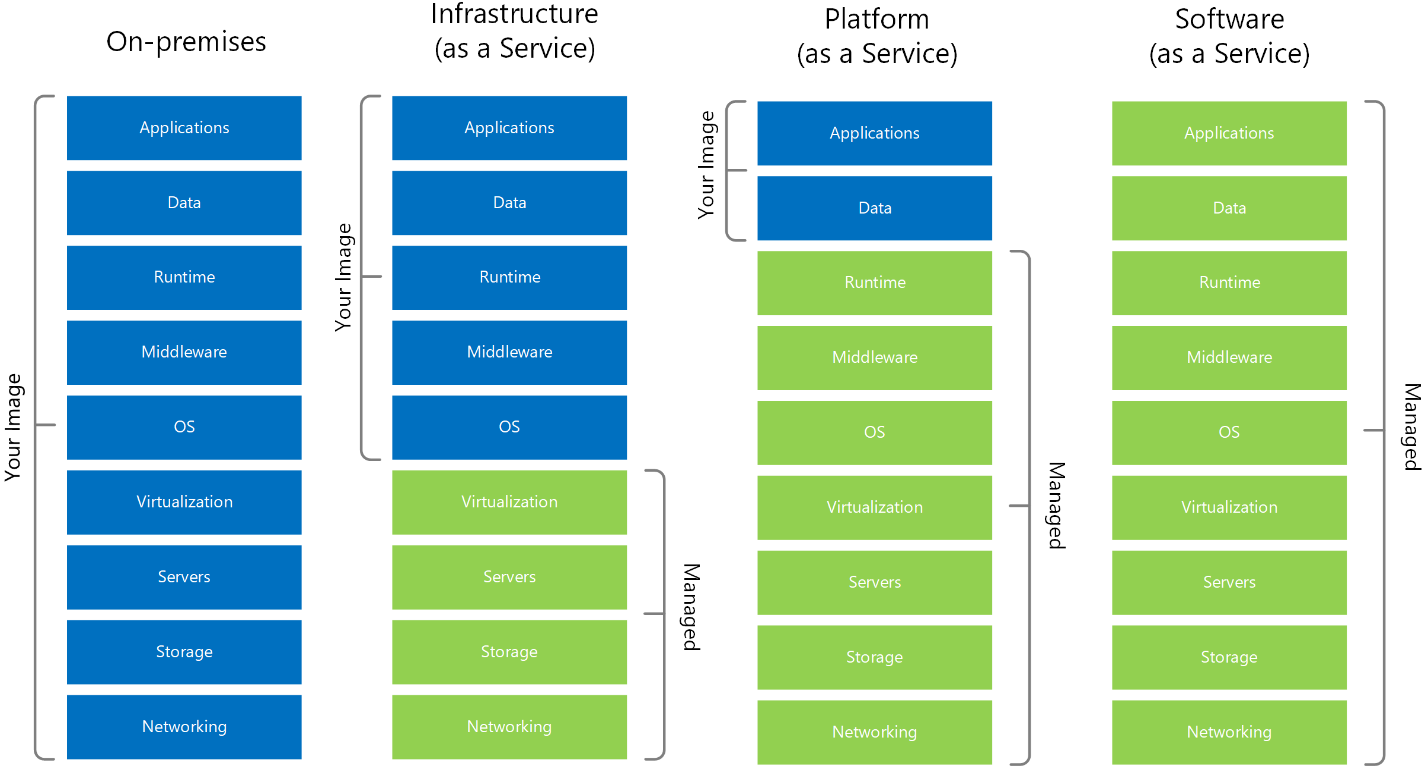 On-premises
Your Image
Applications
Data
Runtime
Middleware
OS
Virtualization
Servers
Storage
Networking
Infrastructure
(as a Service)
Your Image
Applications
Data
Runtime
Middleware
OS
Virtualization
Servers
Storage
Networking
Managed
Platform
(as a Service)
Your Image
Applications
Data
Runtime
Middleware
OS
Virtualization
Servers
Storage
Networking
Managed
Software
(as a Service)
Applications
Data
Runtime
Middleware
OS
Virtualization
Servers
Storage
Networking
Managed